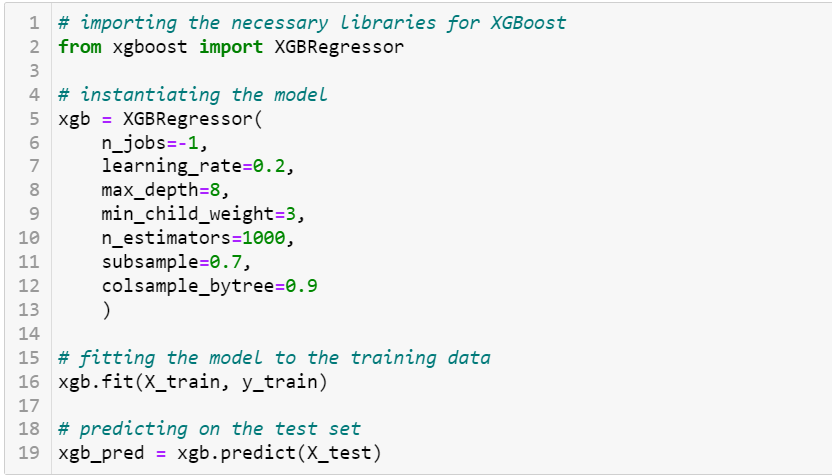 1 # importing the necessary libraries for XGBoost
2 from xgboost import XGBRegressor
3
4 # instantiating the model
5 xgb = XGBRegressor(
6     n_jobs=-1,
7     learning_rate=0.2,
8     max_depth=8,
9     min_child_weight=3,
10     n_estimators=1000,
11     subsample=0.7,
12     colsample_bytree=0.9
13     )
14
15 # fitting the model to the training data
16 xgb.fit(X_train, y_train)
17
18 # predicting on the test set
19 xgb_pred = xgb.predict(X_test)